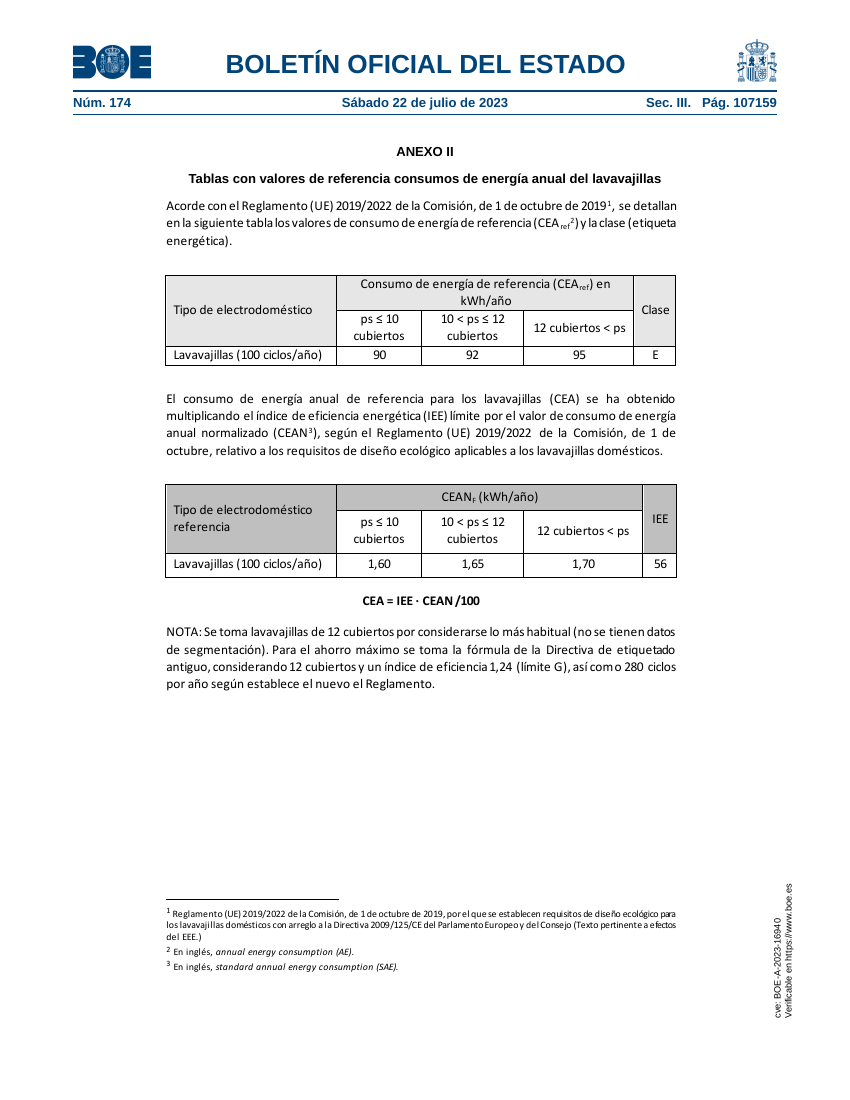 BOE
BOLETÍN OFICIAL DEL ESTADO
Núm. 174 Sábado 22 de julio de 2023 Sec. III. Pág. 107159
ANEXO II
Tablas con valores de referencia consumos de energía anual del lavavajillas
Acorde con el Reglamento (UE) 2019/2022 de la Comisión, de 1 de octubre de 2019¹, se detallan
en la siguiente tabla los valores de consumo de energía de referencia (CEA ref²) y la clase (etiqueta
energética).
Tipo de electrodoméstico
Consumo de energía de referencia (CEAref) en
kWh/año
Clase
ps ≤ 10
cubiertos
10 < ps ≤ 12
cubiertos
12 cubiertos < ps
Lavavajillas (100 ciclos/año) 90 92 95 E
El consumo de energía anual de referencia para los lavavajillas (CEA) se ha obtenido
multiplicando el índice de eficiencia energética (IEE) límite por el valor de consumo de energía
anual normalizado (CEAN³), según el Reglamento (UE) 2019/2022 de la Comisión, de 1 de
octubre, relativo a los requisitos de diseño ecológico aplicables a los lavavajillas domésticos.
Tipo de electrodoméstico
referencia
CEANF (kWh/año)
IEE
ps ≤ 10
cubiertos
10 < ps ≤ 12
cubiertos
12 cubiertos < ps
Lavavajillas (100 ciclos/año) 1,60 1,65 1,70 56
CEA = IEE · CEAN /100
NOTA: Se toma lavavajillas de 12 cubiertos por considerarse lo más habitual (no se tienen datos
de segmentación). Para el ahorro máximo se toma la fórmula de la Directiva de etiquetado
antiguo, considerando 12 cubiertos y un índice de eficiencia 1,24 (límite G), así como 280 ciclos
por año según establece el nuevo el Reglamento.
¹ Reglamento (UE) 2019/2022 de la Comisión, de 1 de octubre de 2019, por el que se establecen requisitos de diseño ecológico para
los lavavajillas domésticos con arreglo a la Directiva 2009/125/CE del Parlamento Europeo y del Consejo (Texto pertinente a efectos
del EEE.)
² En inglés, annual energy consumption (AE).
³ En inglés, standard annual energy consumption (SAE).
cve: BOE-A-2023-16940
Verificable en https://www.boe.es